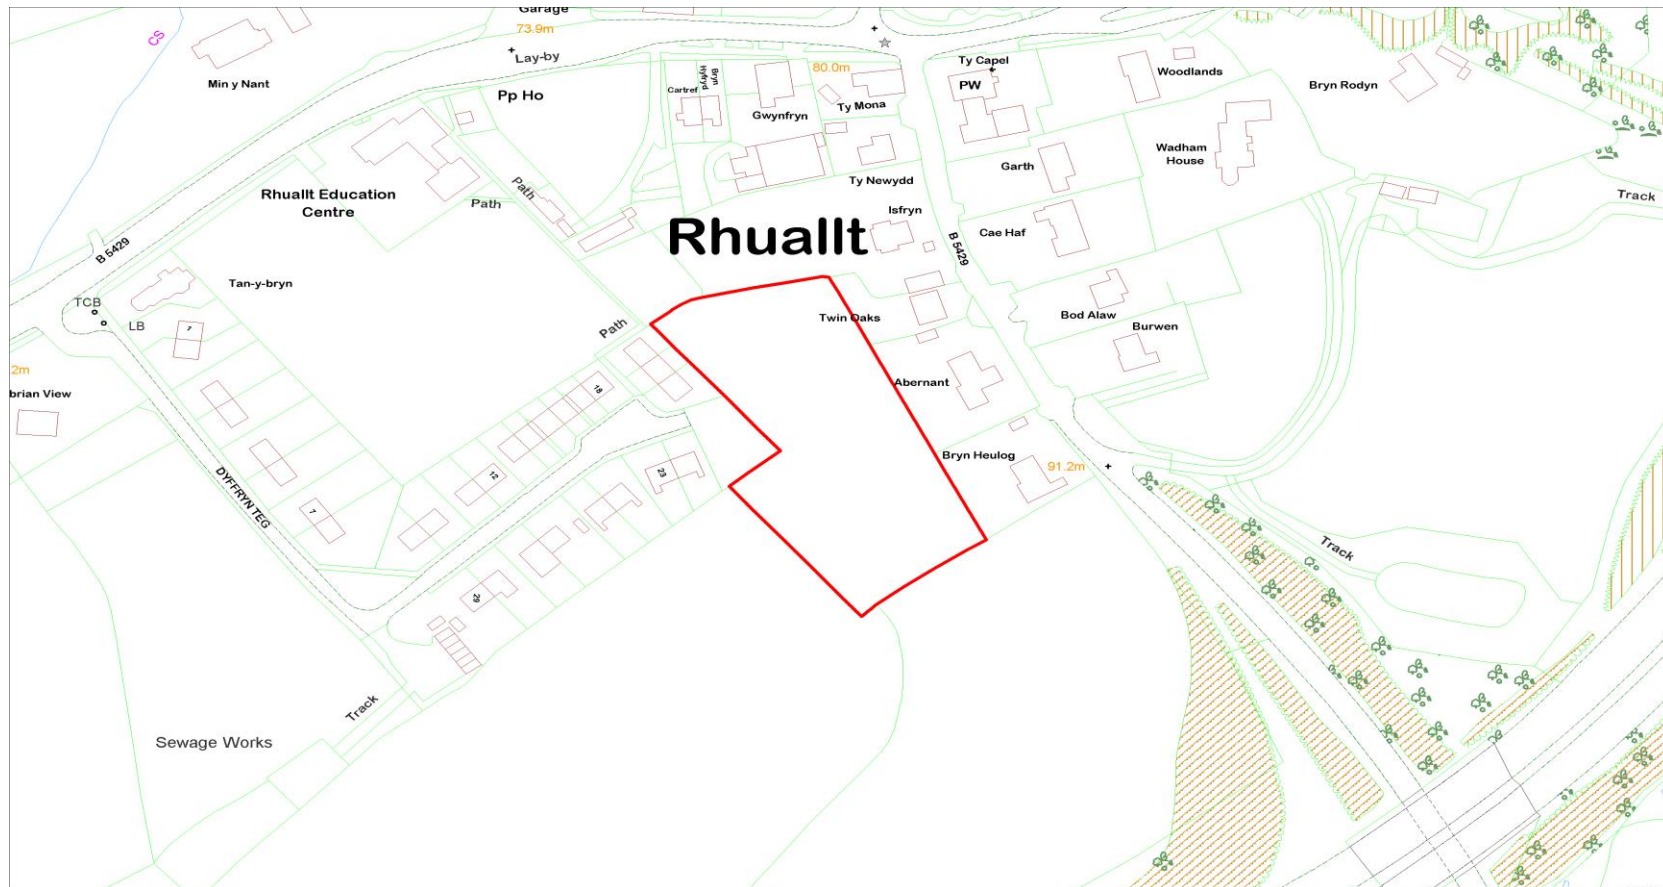 Garage
73.9m
CS
Lay-by
Min y Nant
Pp Ho
Cartref
Bryn
Hyfryd
80.0m
Gwynfryn
Ty Mona
Ty Capel
PW
Woodlands
Bryn Rodyn
Garth
Wadham
House
Ty Newydd
Rhuallt Education
Centre
Path
Path
Track
Isfryn
Rhuallt
Cae Haf
B 5429
B 5429
Tan-y-bryn
TCB
LB
7
Path
Twin Oaks
Bod Alaw
Burwen
2m
brian View
18
Abernant
Bryn Heulog
91.2m
12
23
DYFFRYN TEG
7
Track
29
Track
Sewage Works